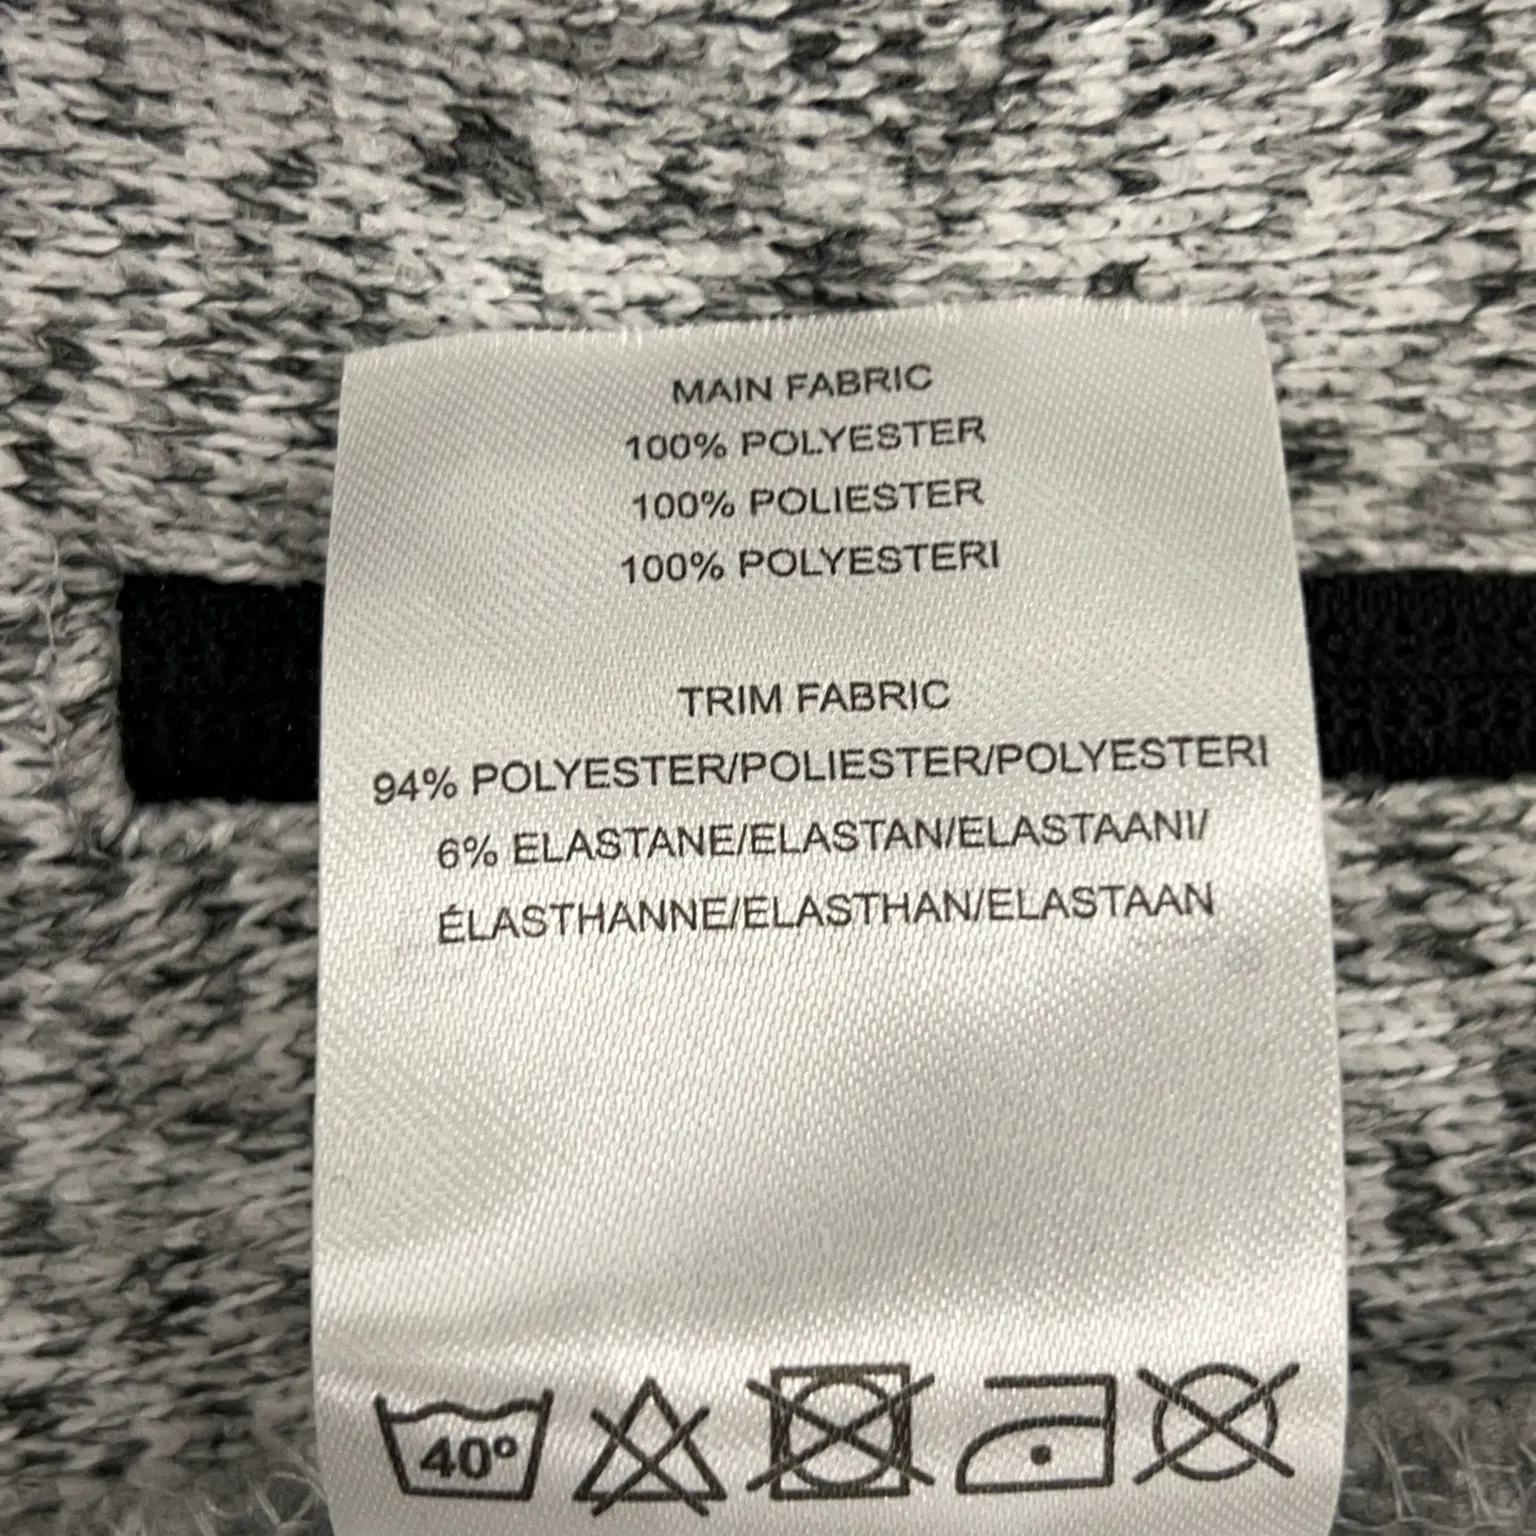 MAIN FABRIC
100% POLYESTER
100% POLIESTER
100% POLYESTERI
TRIM FABRIC
94% POLYESTER/POLIESTER/POLYESTERI
6% ELASTANE/ELASTAN/ELASTAANI/
ÉLASTHANNE/ELASTHAN/ELASTAAN
40º